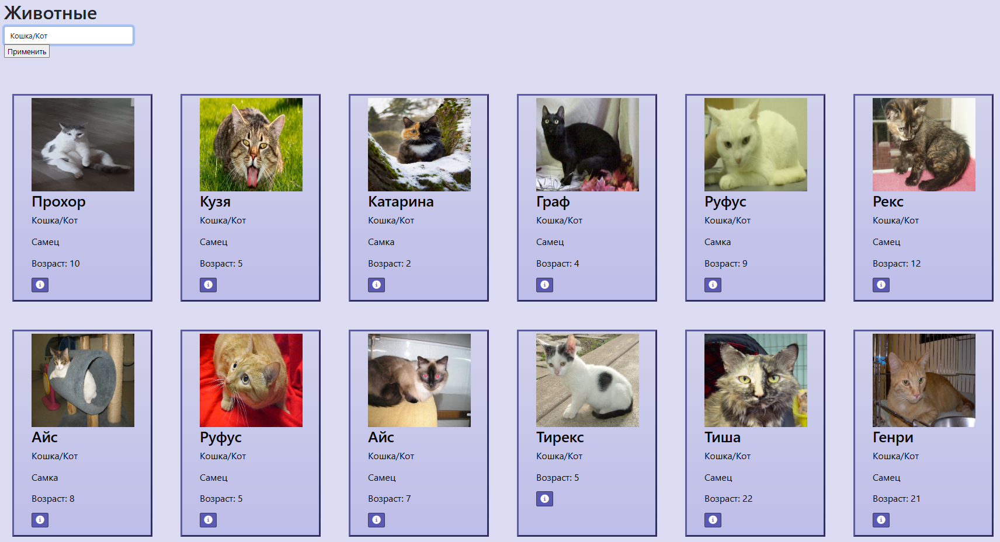 Животные
Кошка/Кот
Применить
Прохор
Кошка/Кот
Самец
Возраст: 10
Кузя
Кошка/Кот
Самец
Возраст: 5
Катарина
Кошка/Кот
Самка
Возраст: 2
Граф
Кошка/Кот
Самец
Возраст: 4
Руфус
Кошка/Кот
Самка
Возраст: 9
Рекс
Кошка/Кот
Самец
Возраст: 12
Айс
Кошка/Кот
Самка
Возраст: 8
Руфус
Кошка/Кот
Самец
Возраст: 5
Айс
Кошка/Кот
Самец
Возраст: 7
Тирекс
Кошка/Кот
Возраст: 5
Тиша
Кошка/Кот
Самец
Возраст: 22
Генри
Кошка/Кот
Самец
Возраст: 21